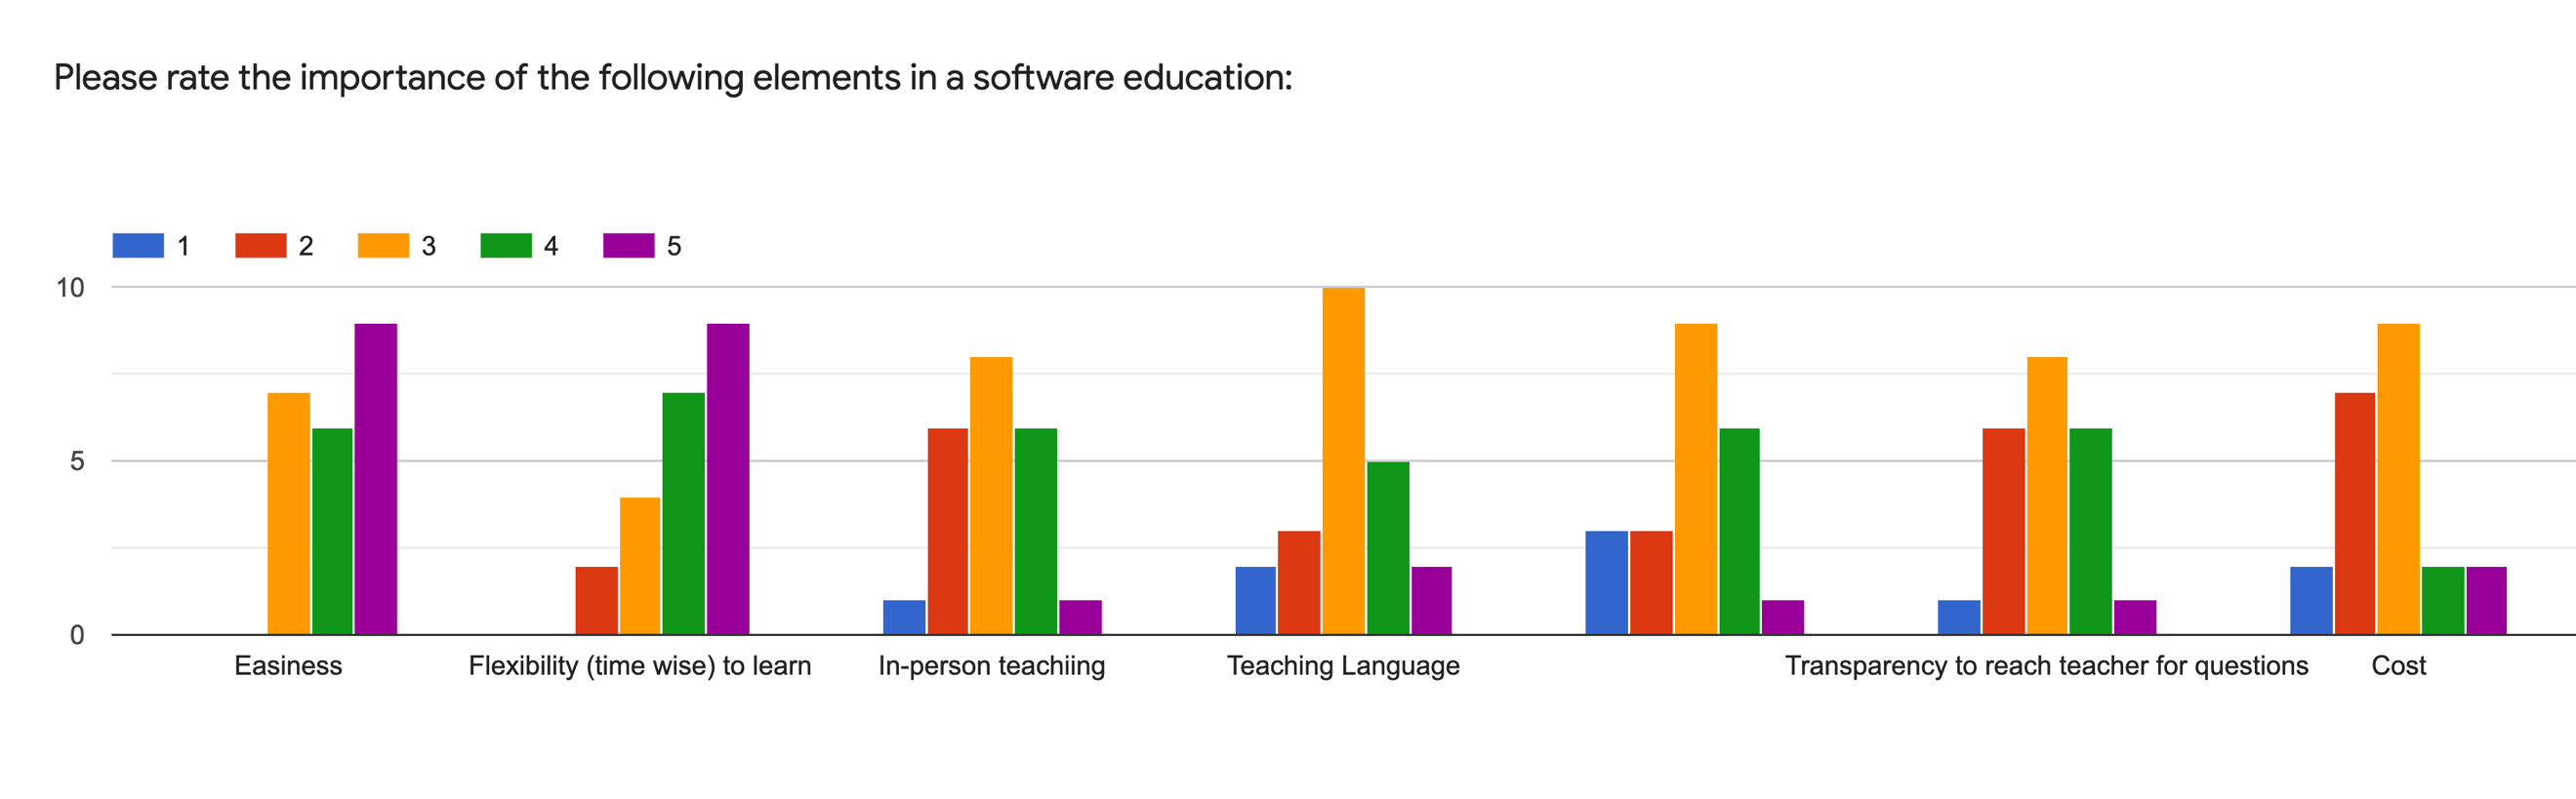 Please rate the importance of the following elements in a software education:
1 2 3 4 5
10
5
0
Easiness Flexibility (time wise) to learn In-person teachiing Teaching Language Transparency to reach teacher for questions Cost